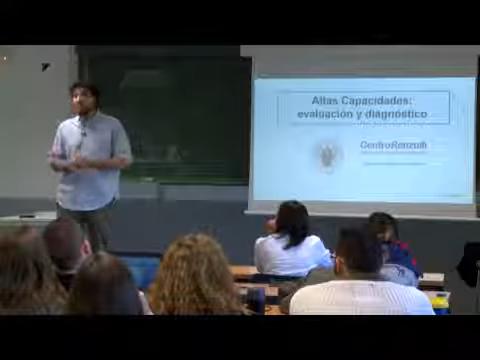 Altas Capacidades:
evaluación y diagnóstico
CentroRenzulli